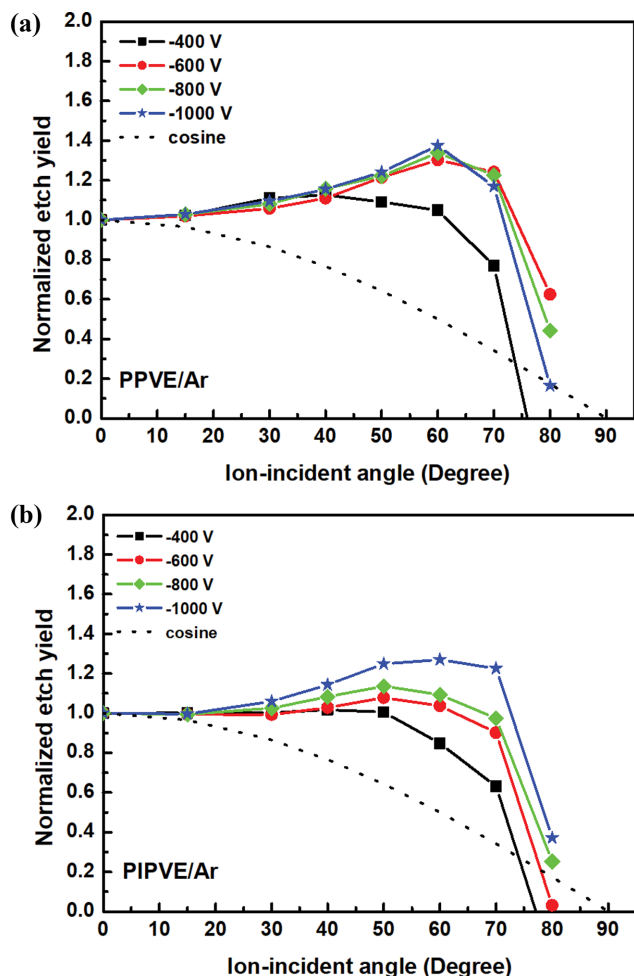 (a)
2.0
1.8
1.6
1.4
1.2
1.0
0.8
0.6
0.4
0.2
0.0
Normalized etch yield
-400 V
-600 V
-800 V
-1000 V
cosine
PPVE/Ar
0 10 20 30 40 50 60 70 80 90
Ion-incident angle (Degree)
(b)
2.0
1.8
1.6
1.4
1.2
1.0
0.8
0.6
0.4
0.2
0.0
Normalized etch yield
-400 V
-600 V
-800 V
-1000 V
cosine
PIPVE/Ar
0 10 20 30 40 50 60 70 80 90
Ion-incident angle (Degree)